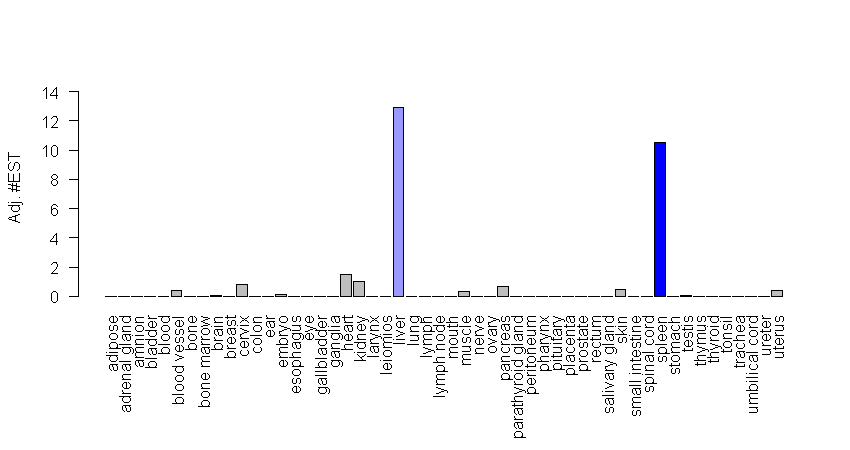 14
12
10
8
6
4
2
0
Adj. #EST
adipose
adrenal gland
amnion
bladder
blood
blood vessel
bone
bone marrow
brain
breast
cervix
colon
ear
embryo
esophagus
eye
gallbladder
ganglia
heart
kidney
larynx
leiomios
liver
lung
lymph
lymph node
mouth
muscle
nerve
ovary
pancreas
parathyroid gland
peritoneum
pharynx
pituitary
placenta
prostate
rectum
salivary gland
skin
small intestine
spinal cord
spleen
stomach
testis
thymus
thyroid
tonsil
trachea
umbilical cord
ureter
uterus